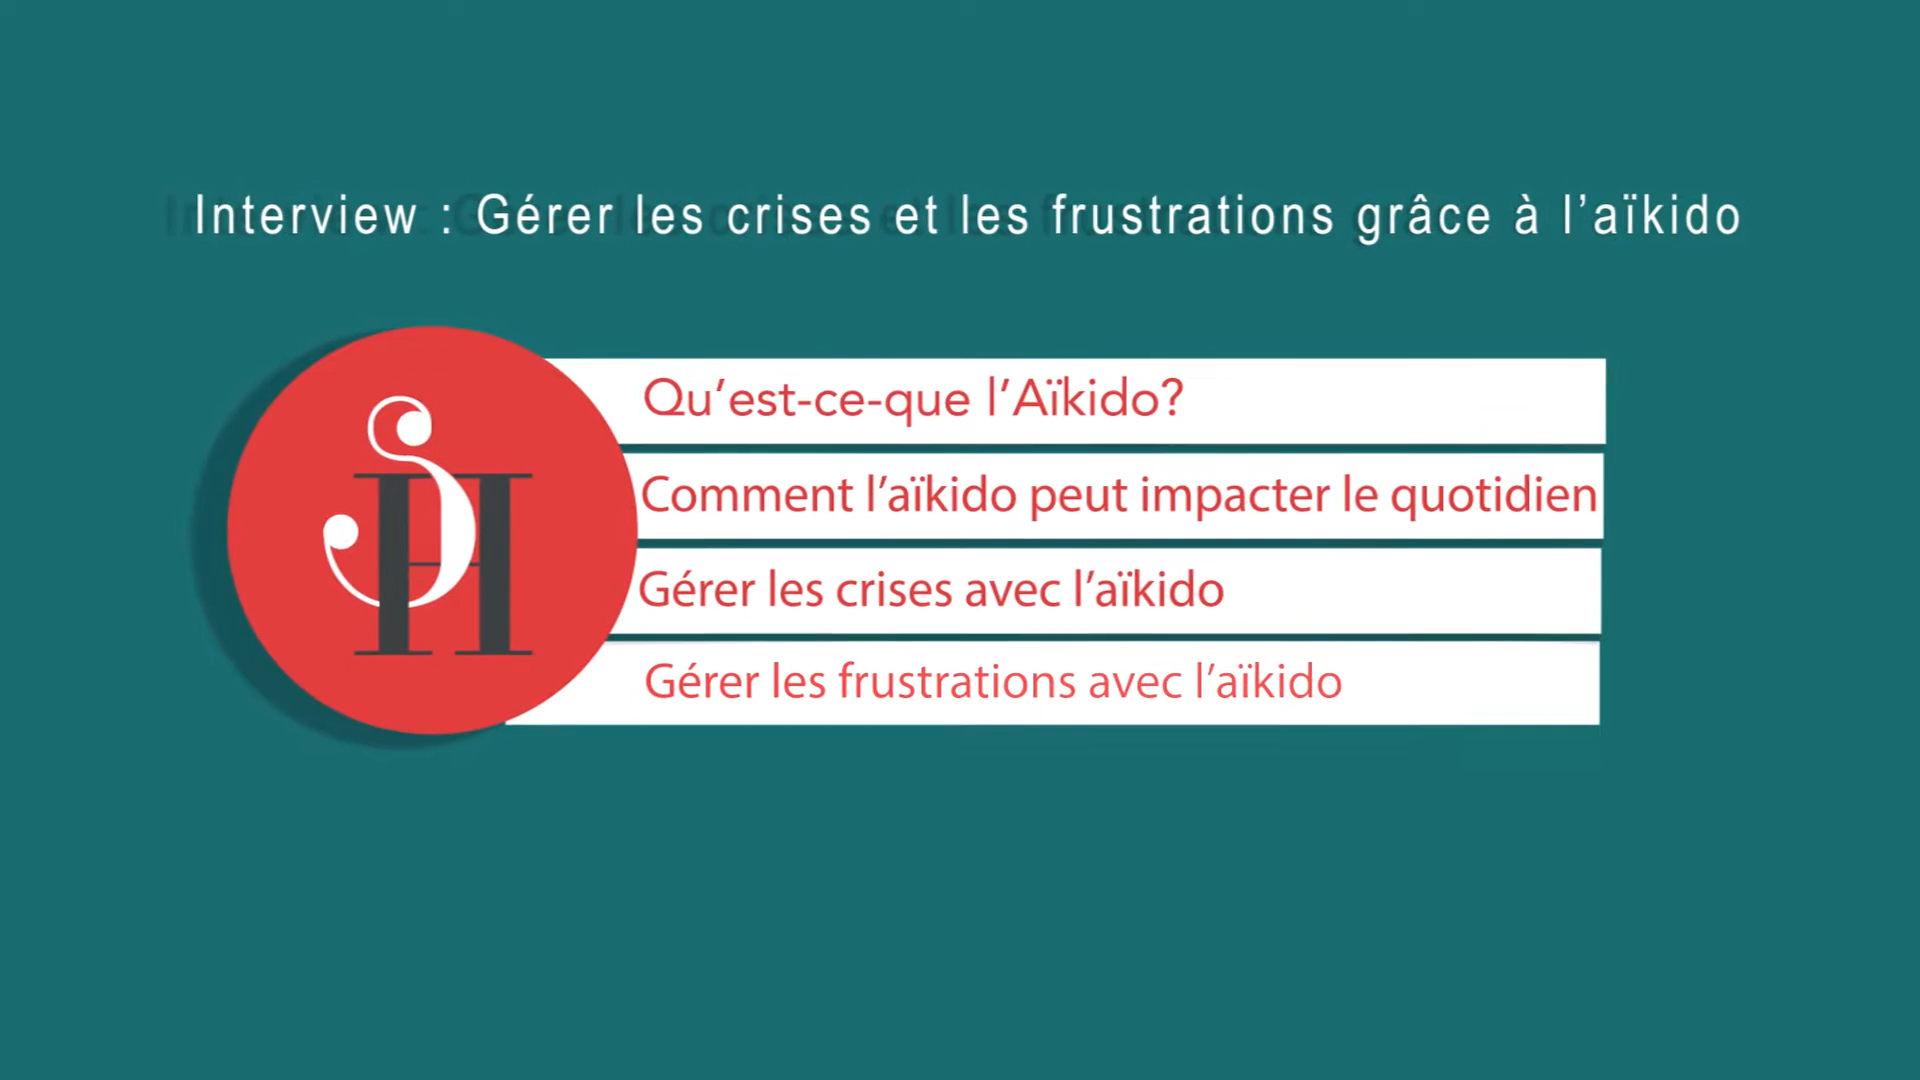 Interview : Gérer les crises et les frustrations grâce à l’aïkido
SH
Qu’est-ce-que l’Aïkido?
Comment l’aïkido peut impacter le quotidien
Gérer les crises avec l’aïkido
Gérer les frustrations avec l’aïkido